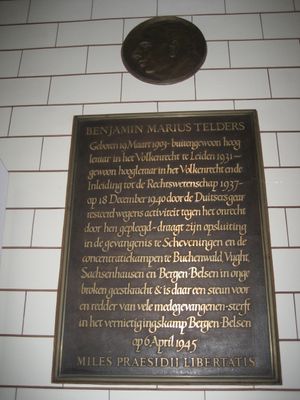 BENJAMIN MARIUS TELDERS
Geboren 19 Maart 1903 - buitengewoon hoog
leraar in het Volkenrecht te Leiden 1931 -
gewoon hoogleraar in het Volkenrecht en de
Inleiding tot de Rechtswetenschap 1937 -
op 18 December 1940 door de Duitsers gear
resteerd wegens activiteit tegen het onrecht
door hen gepleegd - draagt zijn opsluiting
in de gevangenis te Scheveningen en de
concentratiekampen te Buchenwald, Vught,
Sachsenhausen en Bergen-Belsen in onge
broken geestkracht & is daar een steun voor
en redder van vele medegevangenen - sterft
in het vernietigingskamp Bergen-Belsen
op 6 April 1945
MILES PRAESIDII LIBERTATIS